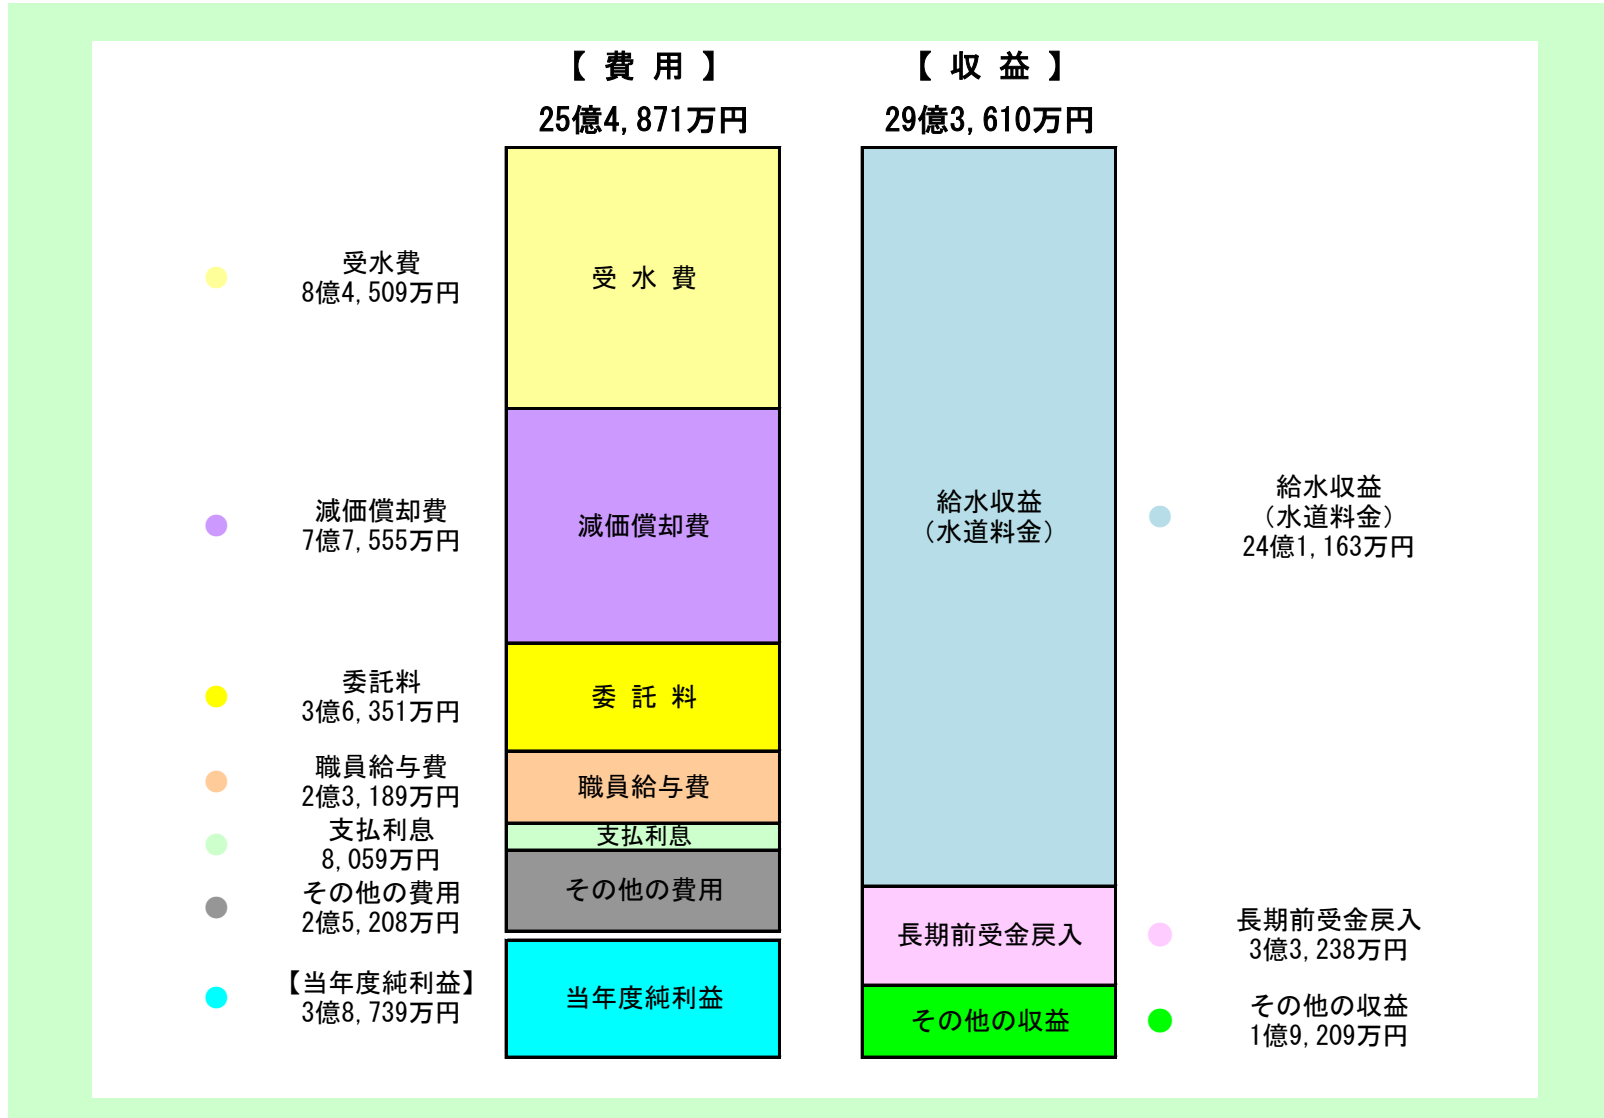 【 費 用 】
25億4,871万円
【 収 益 】
29億3,610万円
受水費
8億4,509万円
減価償却費
7億7,555万円
委託料
3億6,351万円
職員給与費
2億3,189万円
支払利息
8,059万円
その他の費用
2億5,208万円
【当年度純利益】
3億8,739万円
受 水 費
減価償却費
委 託 料
職員給与費
支払利息
その他の費用
当年度純利益
給水収益
（水道料金）
長期前受金戻入
その他の収益
給水収益
（水道料金）
24億1,163万円
長期前受金戻入
3億3,238万円
その他の収益
1億9,209万円